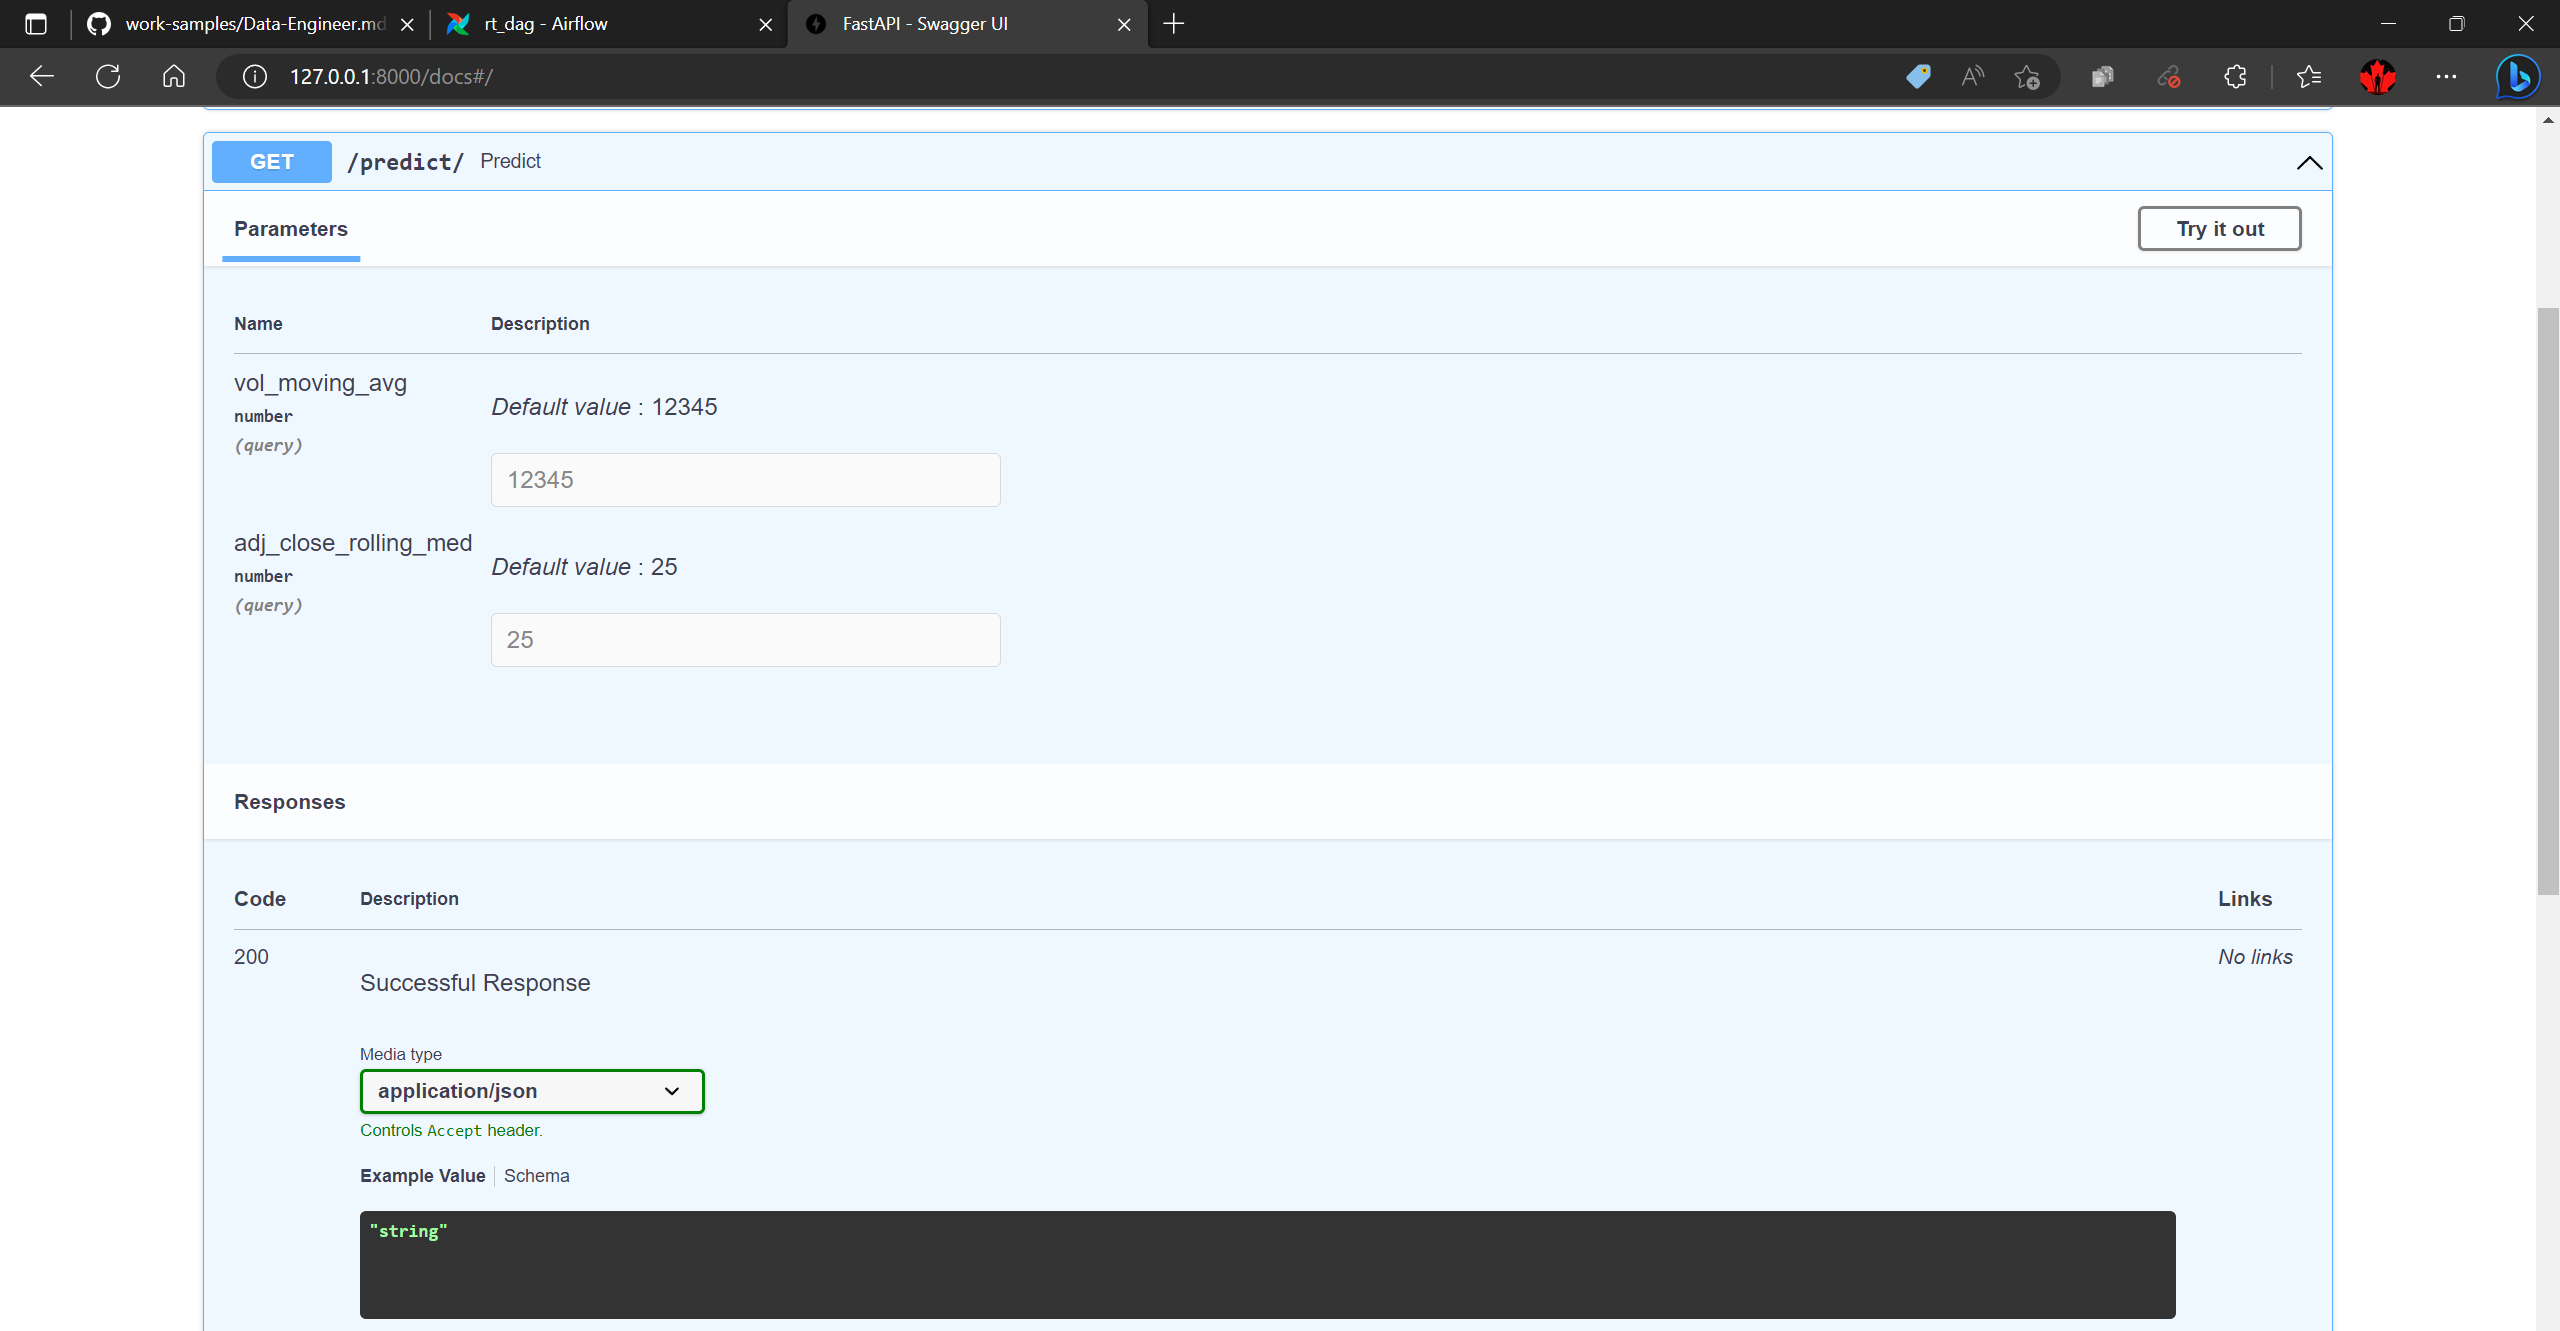 work-samples/Data-Engineer.md
rt_dag - Airflow
FastAPI - Swagger UI
127.0.0.1:8000/docs#/
GET /predict/ Predict
Parameters
Try it out
Name Description
vol_moving_avg
number
(query)
Default value : 12345
12345
adj_close_rolling_med
number
(query)
Default value : 25
25
Responses
Code Description Links
200
Successful Response
No links
Media type
application/json
Controls Accept header.
Example Value Schema
"string"